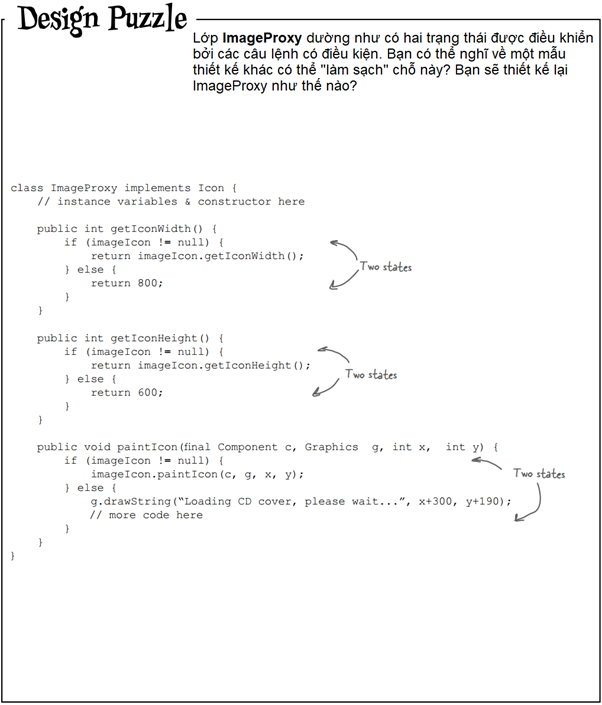 Design Puzzle
Lớp ImageProxy dường như có hai trạng thái được điều khiển
bởi các câu lệnh có điều kiện. Bạn có thể nghĩ về một mẫu
thiết kế khác có thể "làm sạch" chỗ này? Bạn sẽ thiết kế lại
ImageProxy như thế nào?
class ImageProxy implements Icon {
// instance variables & constructor here
public int getIconWidth() {
if (imageIcon != null) {
return imageIcon.getIconWidth();
} else {
return 800;
}
}
Two states
public int getIconHeight() {
if (imageIcon != null) {
return imageIcon.getIconHeight();
} else {
return 600;
}
}
Two states
public void paintIcon(final Component c, Graphics  g, int x,  int y) {
if (imageIcon != null) {
imageIcon.paintIcon(c, g, x, y);
} else {
g.drawString(“Loading CD cover, please wait...”, x+300, y+190);
// more code here
}
}
}
Two states